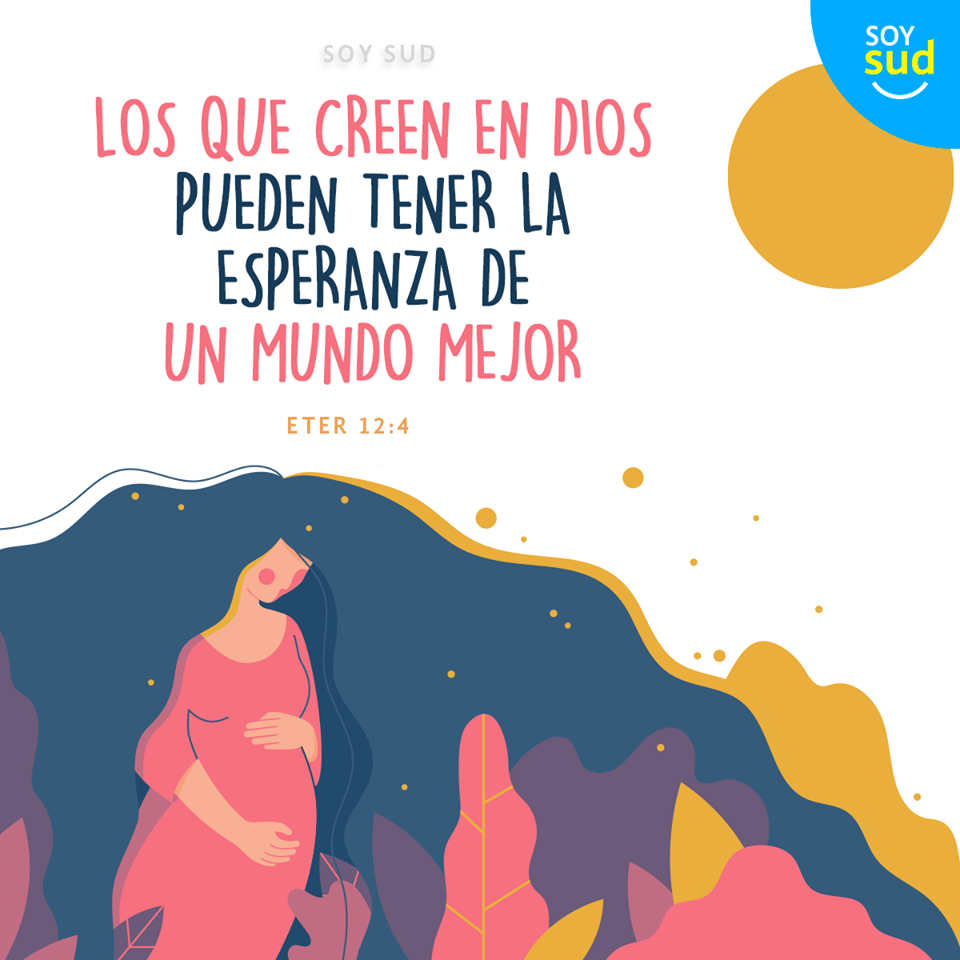 SOY SUD
SOY
sud
LOS QUE CREEN EN DIOS
PUEDEN TENER LA
ESPERANZA DE
UN MUNDO MEJOR
ETER 12:4